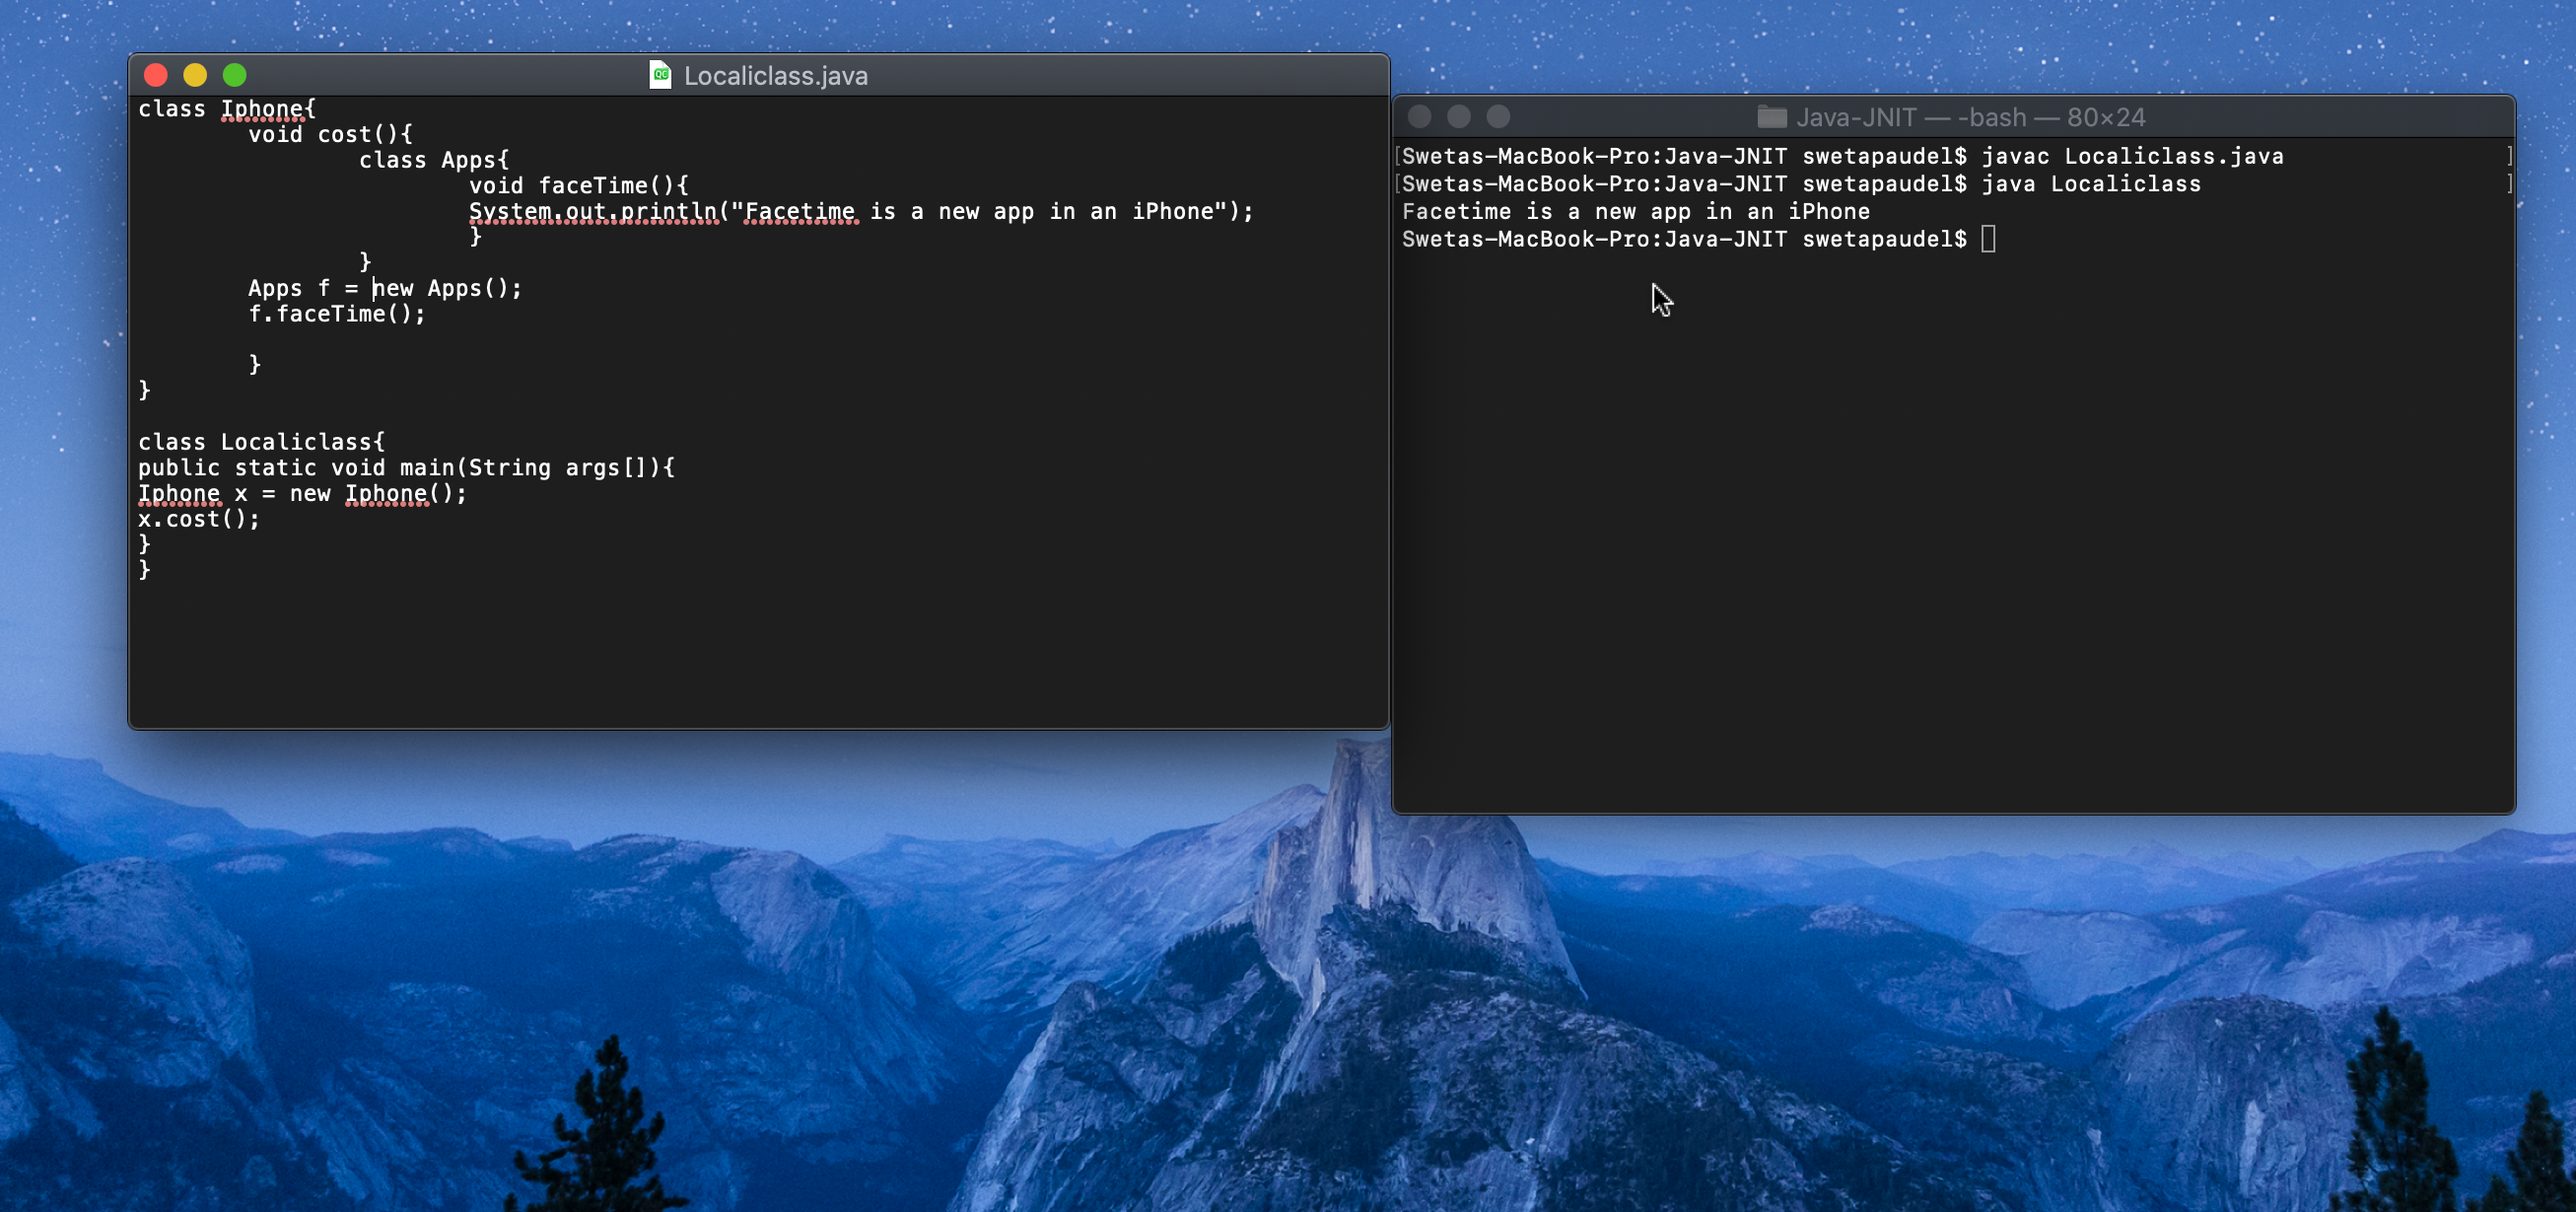 Localiclass.java
class Iphone{
void cost(){
class Apps{
void faceTime(){
System.out.println("Facetime is a new app in an iPhone");
}
}
Apps f = new Apps();
f.faceTime();
}
}
class Localiclass{
public static void main(String args[]){
Iphone x = new Iphone();
x.cost();
}
}
Java-JNIT — -bash — 80×24
[Swetas-MacBook-Pro:Java-JNIT swetapaudel$ javac Localiclass.java ]
[Swetas-MacBook-Pro:Java-JNIT swetapaudel$ java Localiclass ]
Facetime is a new app in an iPhone
Swetas-MacBook-Pro:Java-JNIT swetapaudel$